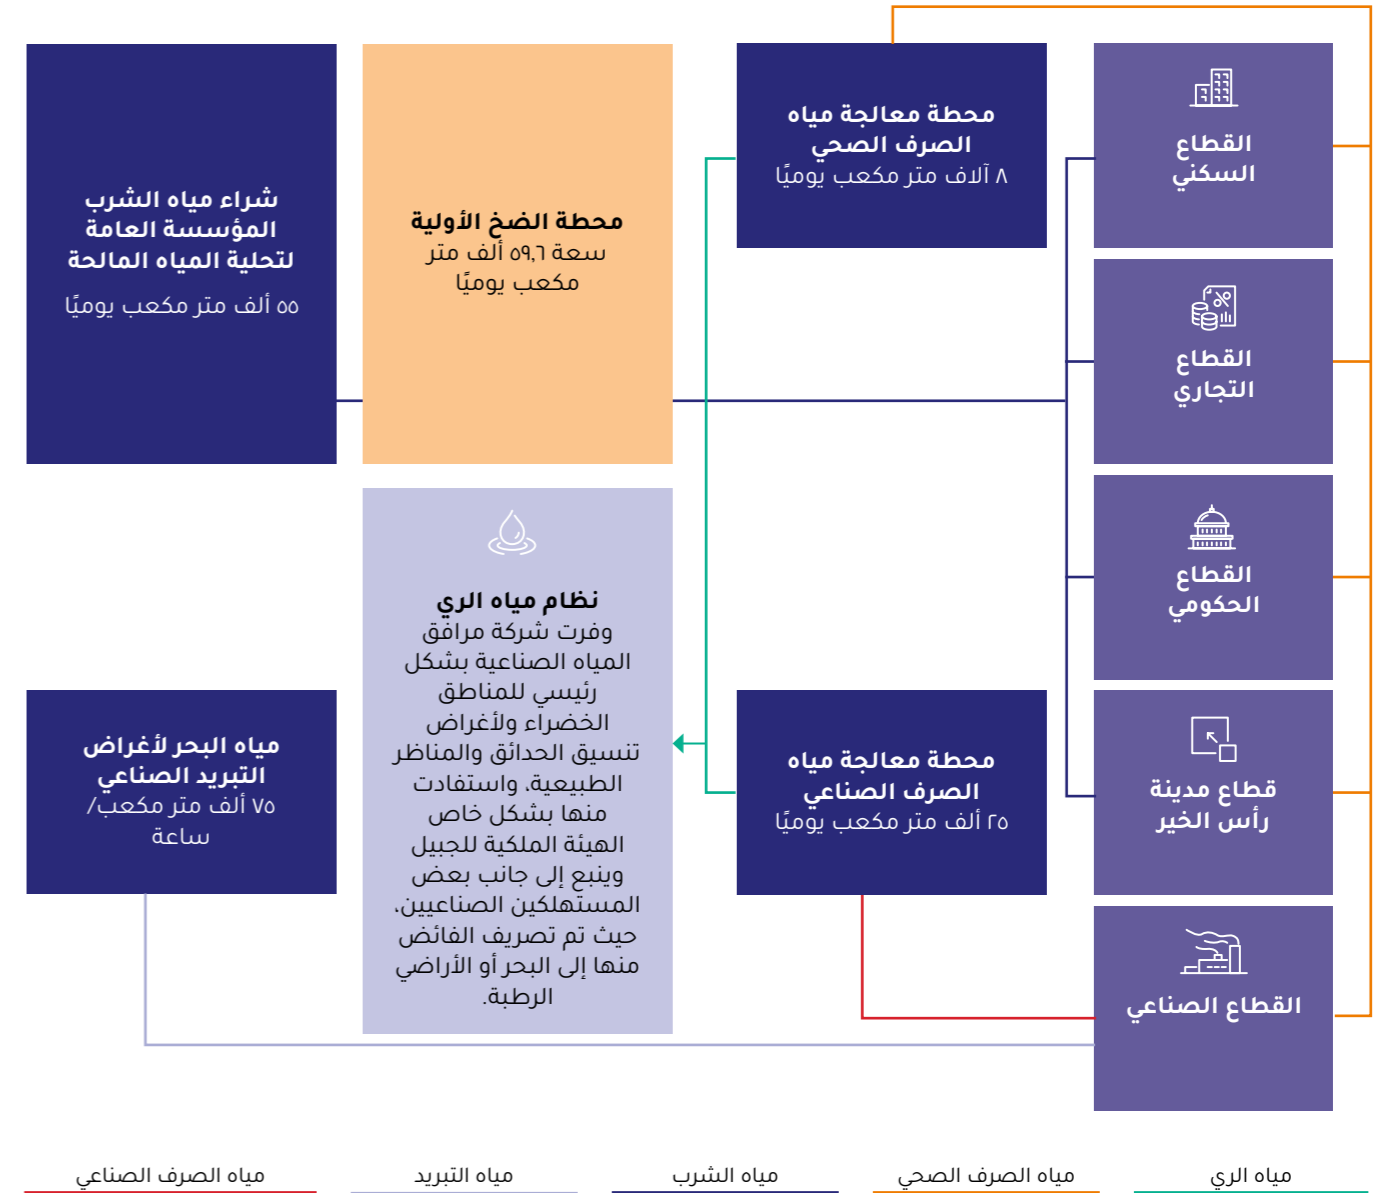 شراء مياه الشرب
المؤسسة العامة
لتحلية المياه المالحة
٥٥ ألف متر مكعب يوميًا
محطة الضخ الأولية
سعة ٥٩,٦ ألف متر
مكعب يوميًا
محطة معالجة مياه
الصرف الصحي
٨ آلاف متر مكعب يوميًا
القطاع
السكني
القطاع
التجاري
القطاع
الحكومي
قطاع مدينة
رأس الخير
القطاع الصناعي
نظام مياه الري
وفرت شركة مرافق
المياه الصناعية بشكل
رئيسي للمناطق
الخضراء ولأغراض
تنسيق الحدائق والمناظر
الطبيعية، واستفادت
منها بشكل خاص
الهيئة الملكية للجبيل
وينبع إلى جانب بعض
المستهلكين الصناعيين،
حيث تم تصريف الفائض
منها إلى البحر أو الأراضي
الرطبة.
محطة معالجة مياه
الصرف الصناعي
٢٥ ألف متر مكعب يوميًا
مياه البحر لأغراض
التبريد الصناعي
٧٥ ألف متر مكعب/
ساعة
مياه الري
مياه الصرف الصحي
مياه الشرب
مياه التبريد
مياه الصرف الصناعي